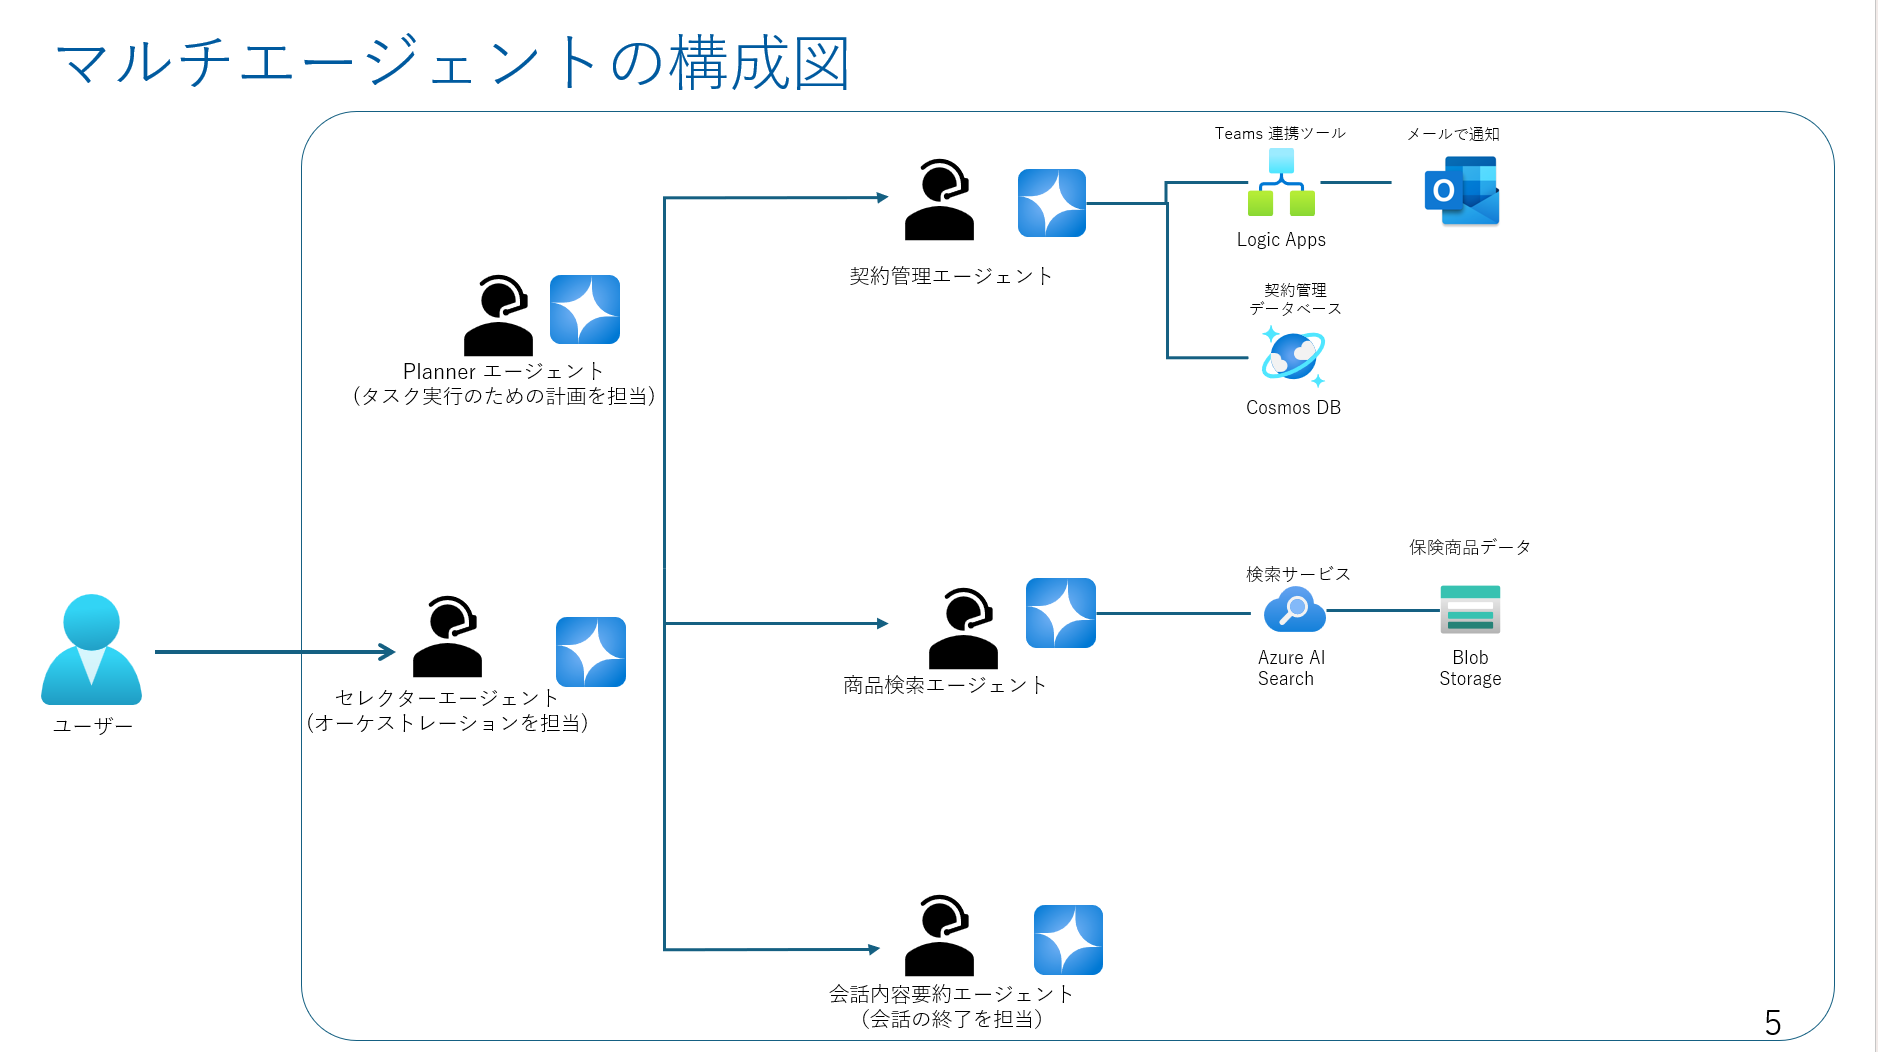 マルチエージェントの構成図
Teams 連携ツール
メールで通知
O
Logic Apps
契約管理エージェント
契約管理
データベース
Cosmos DB
Planner エージェント
（タスク実行のための計画を担当）
ユーザー
セレクターエージェント
（オーケストレーションを担当）
商品検索エージェント
検索サービス
Azure AI
Search
保険商品データ
Blob
Storage
会話内容要約エージェント
（会話の終了を担当）
5